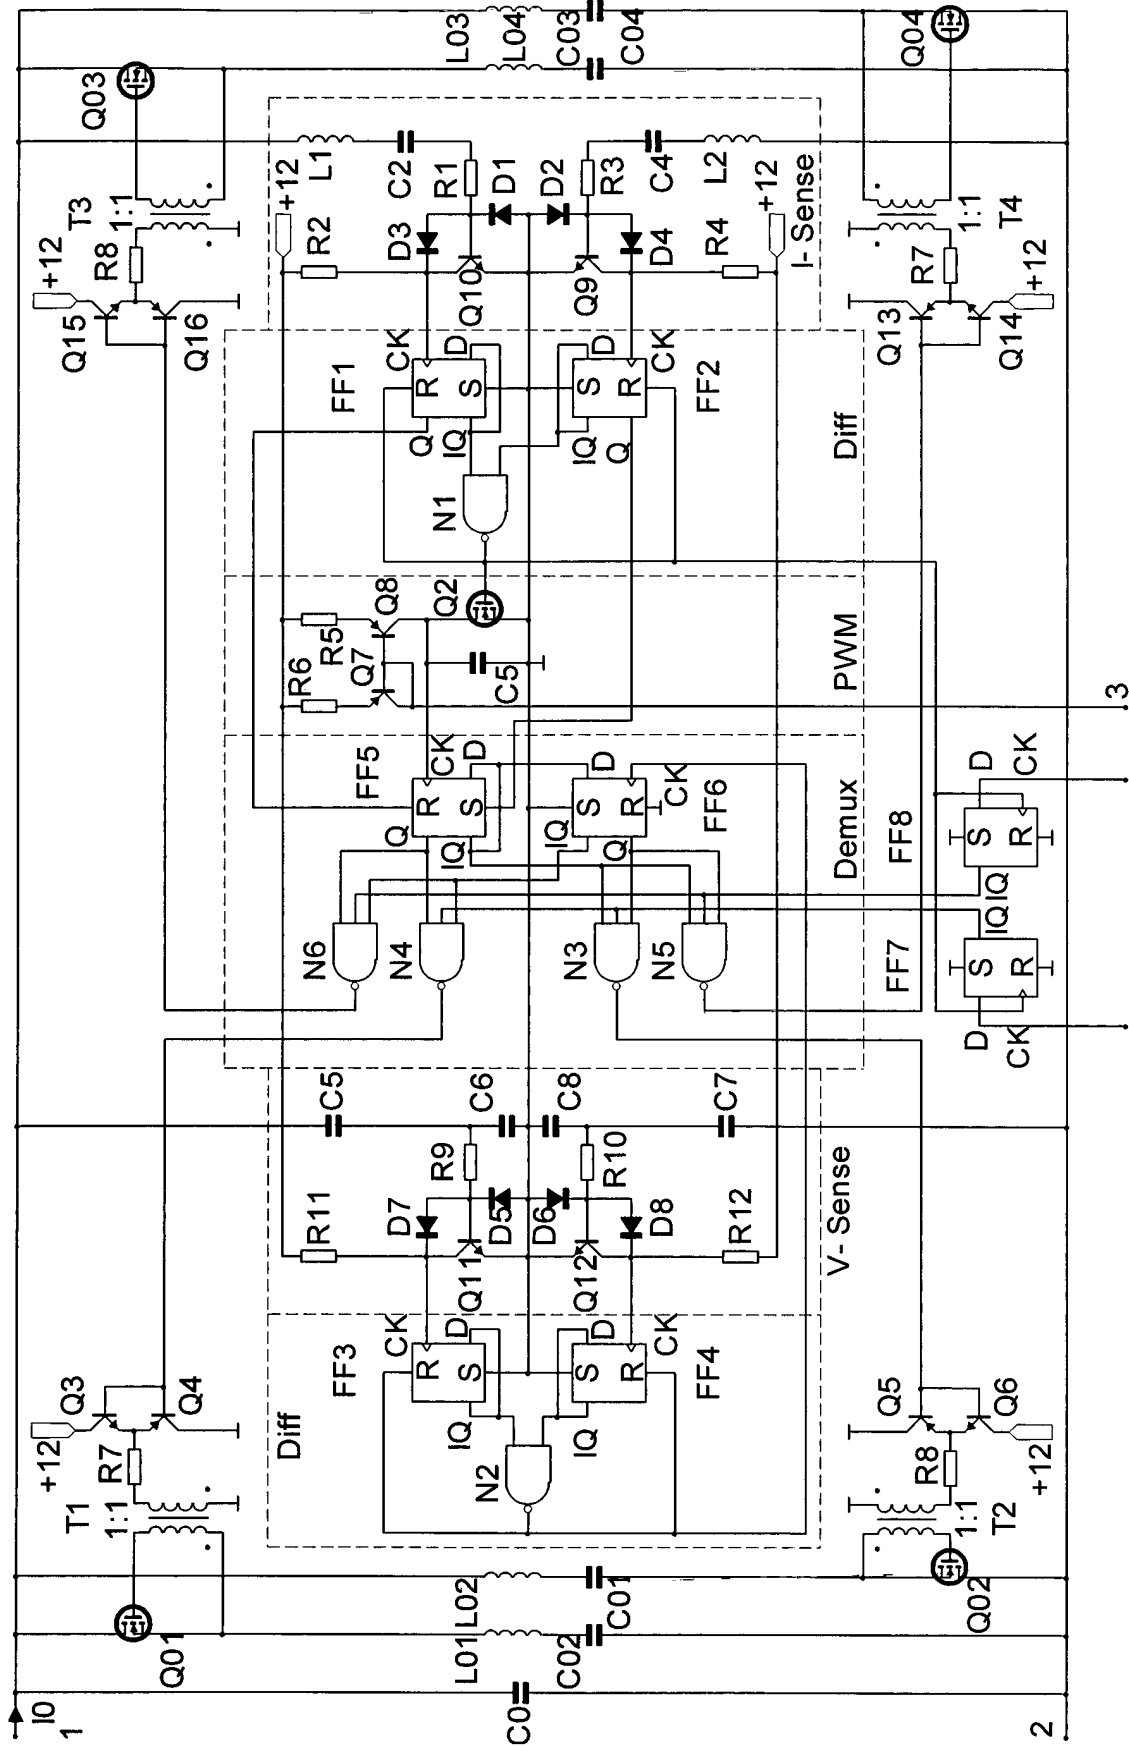 L03
L04
C03
C04
Q04
Q03
T3
1:1
+12
R8
Q15
Q16
+12
L1
C2
R1
D1
D2
R3
C4
L2
+12
R2
D3
Q10
Q9
D4
R4
I- Sense
1:1
T4
R7
+12
Q13
Q14
FF1
CK
D
R
S
Q
IQ
D
CK
S
R
IQ
Q
FF2
N1
Diff
R5
Q8
Q2
R6
Q7
C5
PWM
3
FF5
CK
D
R
S
Q
IQ
D
CK
S
R
IQ
Q
FF6
Demux
N6
N4
N3
N5
FF8
D
CK
S
R
IQ
FF7
IQ
S
R
D
CK
C5
C6
C8
C7
R9
R10
R11
D7
D5
D6
D8
R12
Q11
Q12
V- Sense
FF3
CK
D
R
S
IQ
D
CK
S
R
IQ
FF4
N2
Diff
Q3
Q4
+12
R7
T1
1:1
Q5
Q6
R8
+12
1:1
T2
Q01
L01
L02
C02
C01
Q02
C0
I0
1
2